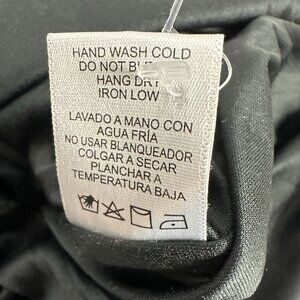 HAND WASH COLD
DO NOT
HANG DRY
IRON LOW
LAVADO A MANO CON
AGUA FRÍA
NO USAR BLANQUEADOR
COLGAR A SECAR
PLANCHAR A
TEMPERATURA BAJA